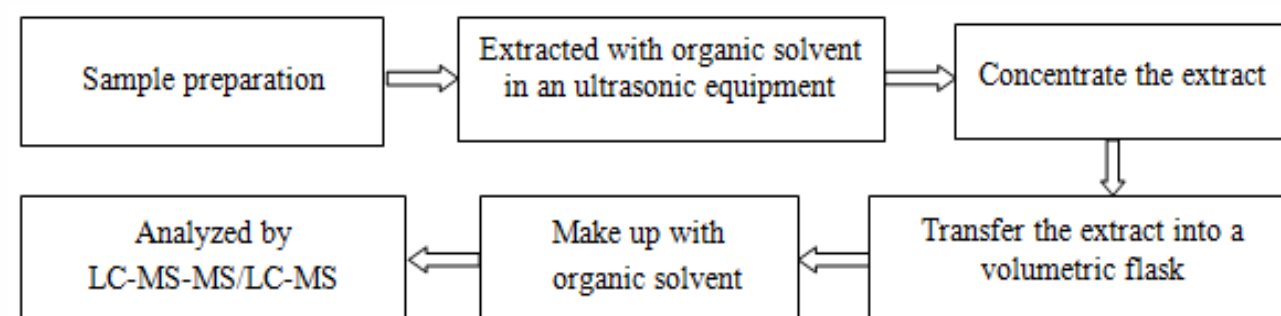 Sample preparation
Extracted with organic solvent
in an ultrasonic equipment
Concentrate the extract
Transfer the extract into a
volumetric flask
Make up with
organic solvent
Analyzed by
LC-MS-MS/LC-MS